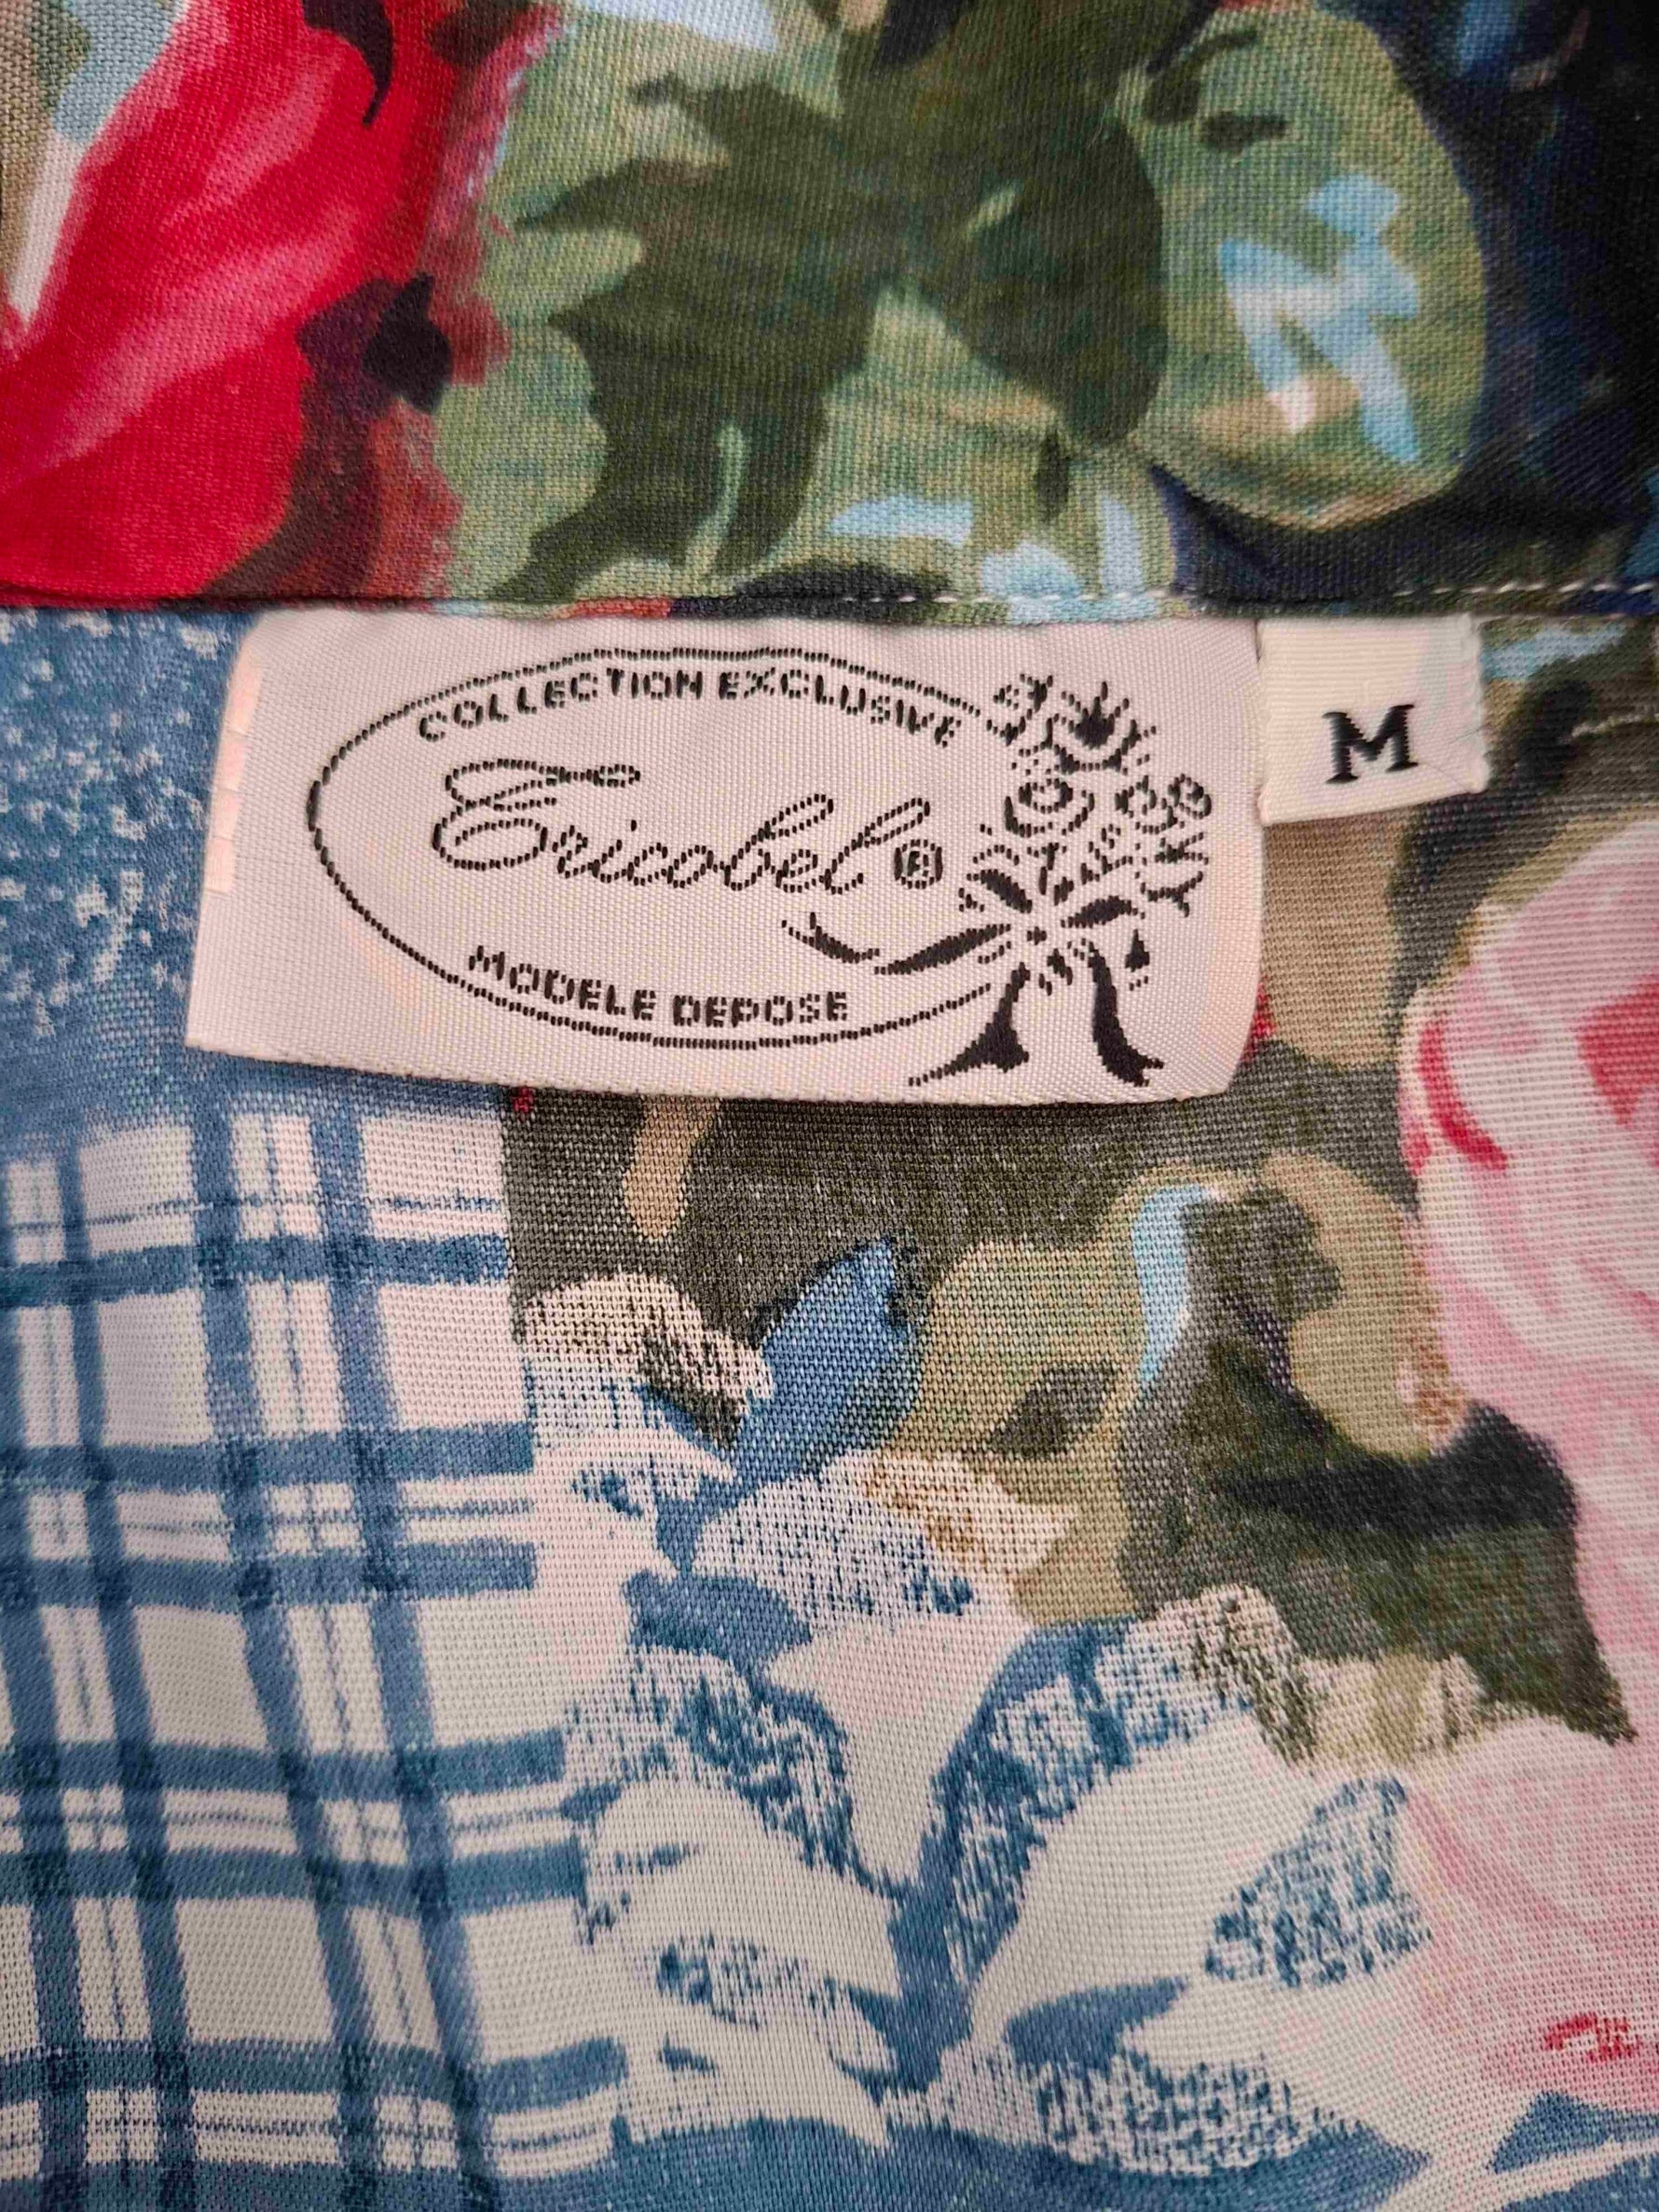 COLLECTION EXCLUSIVE
Ericobel ®
MODELE DEPOSE
M